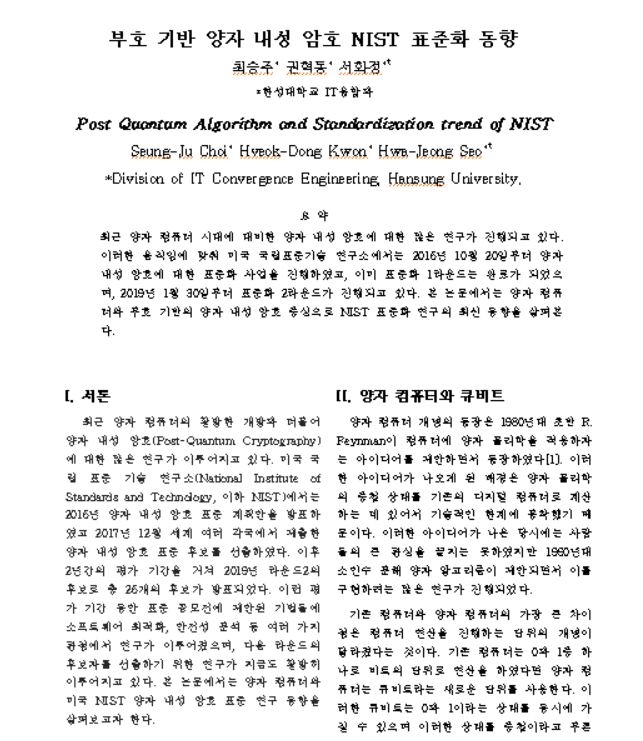 부호 기반 양자 내성 암호 NIST 표준화 동향
최승주* 권혁동* 서화정*†
*한성대학교 IT융합과
Post Quantum Algorithm and Standardization trend of NIST
Seung-Ju Choi* Hyeok-Dong Kwon* Hwa-Jeong Seo*†
*Division of IT Convergence Engineering, Hansung University.
요 약
최근 양자 컴퓨터 시대에 대비한 양자 내성 암호에 대한 많은 연구가 진행되고 있다.
이러한 움직임에 맞춰 미국 국립표준기술 연구소에서는 2016년 10월 20일부터 양자
내성 암호에 대한 표준화 사업을 진행하였고, 이미 표준화 1라운드는 완료가 되었으
며, 2019년 1월 30일부터 표준화 2라운드가 진행되고 있다. 본 논문에서는 양자 컴퓨
터와 부호 기반의 양자 내성 암호 중심으로 NIST 표준화 연구의 최신 동향을 살펴본
다.
I. 서론
최근 양자 컴퓨터의 활발한 개발과 더불어
양자 내성 암호(Post-Quantum Cryptography)
에 대한 많은 연구가 이루어지고 있다. 미국 국
립 표준 기술 연구소(National Institute of
Standards and Technology, 이하 NIST)에서는
2016년 양자 내성 암호 표준 계획안을 발표하
였고 2017년 12월 세계 여러 각국에서 제출한
양자 내성 암호 표준 후보를 선출하였다. 이후
2년간의 평가 기간을 거쳐 2019년 라운드2의
후보로 총 26개의 후보가 발표되었다. 이런 평
가 기간 동안 표준 공모전에 제안된 기법들에
소프트웨어 최적화, 안전성 분석 등 여러 가지
관점에서 연구가 이루어졌으며, 다음 라운드의
후보자를 선출하기 위한 연구가 지금도 활발히
이루어지고 있다. 본 논문에서는 양자 컴퓨터와
미국 NIST 양자 내성 암호 표준 연구 동향을
살펴보고자 한다.
II. 양자 컴퓨터와 큐비트
양자 컴퓨터 개념의 등장은 1980년대 초반 R.
Feynman이 컴퓨터에 양자 물리학을 적용하자
는 아이디어를 제안하면서 등장하였다[1]. 이러
한 아이디어가 나오게 된 배경은 양자 물리학
의 중첩 상태를 기존의 디지털 컴퓨터로 계산
하는 데 있어서 기술적인 한계에 봉착했기 때
문이다. 이러한 아이디어가 나온 당시에는 사람
들의 큰 관심을 끌지는 못하였지만 1990년대
소인수 분해 양자 알고리즘이 제안되면서 이를
구현하려는 많은 연구가 진행되었다.
기존 컴퓨터와 양자 컴퓨터의 가장 큰 차이
점은 컴퓨터 연산을 진행하는 단위의 개념이
달라졌다는 것이다. 기존 컴퓨터는 0과 1중 하
나로 비트의 단위로 연산을 하였다면 양자 컴
퓨터는 큐비트라는 새로운 단위를 사용한다. 이
러한 큐비트는 0과 1이라는 상태를 동시에 가
질 수 있으며 이러한 상태를 중첩이라고 부른